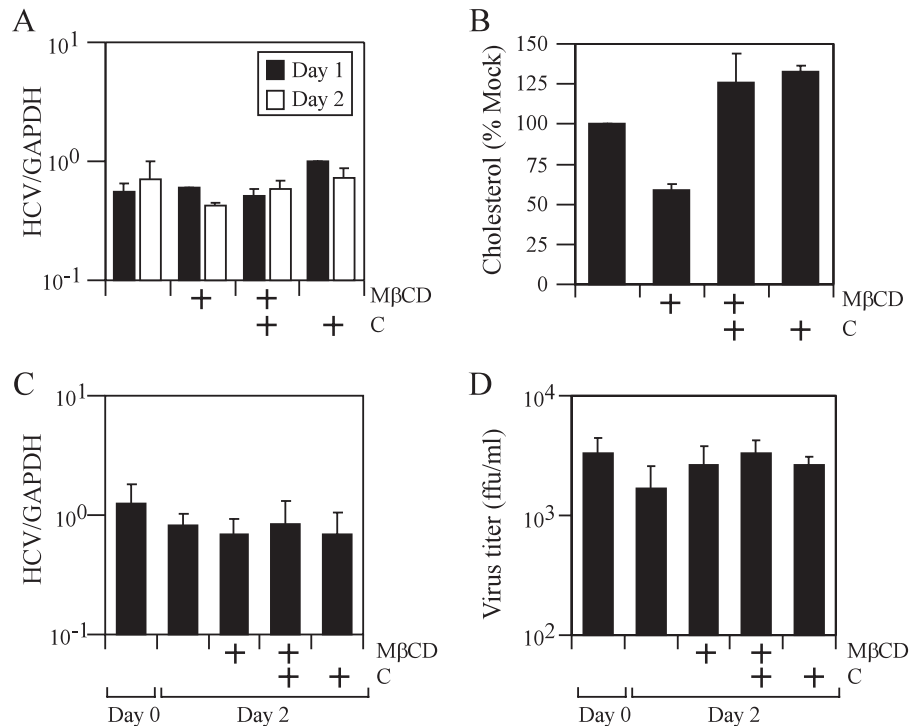 A
HCV/GAPDH
10^1
10^0
10^-1
Day 1
Day 2
+ + MβCD
+ + C
B
Cholesterol (% Mock)
150
125
100
75
50
25
0
+ + MβCD
+ + C
C
HCV/GAPDH
10^1
10^0
10^-1
+ + MβCD
+ + C
Day 0 Day 2
D
Virus titer (ffu/ml)
10^4
10^3
10^2
+ + MβCD
+ + C
Day 0 Day 2